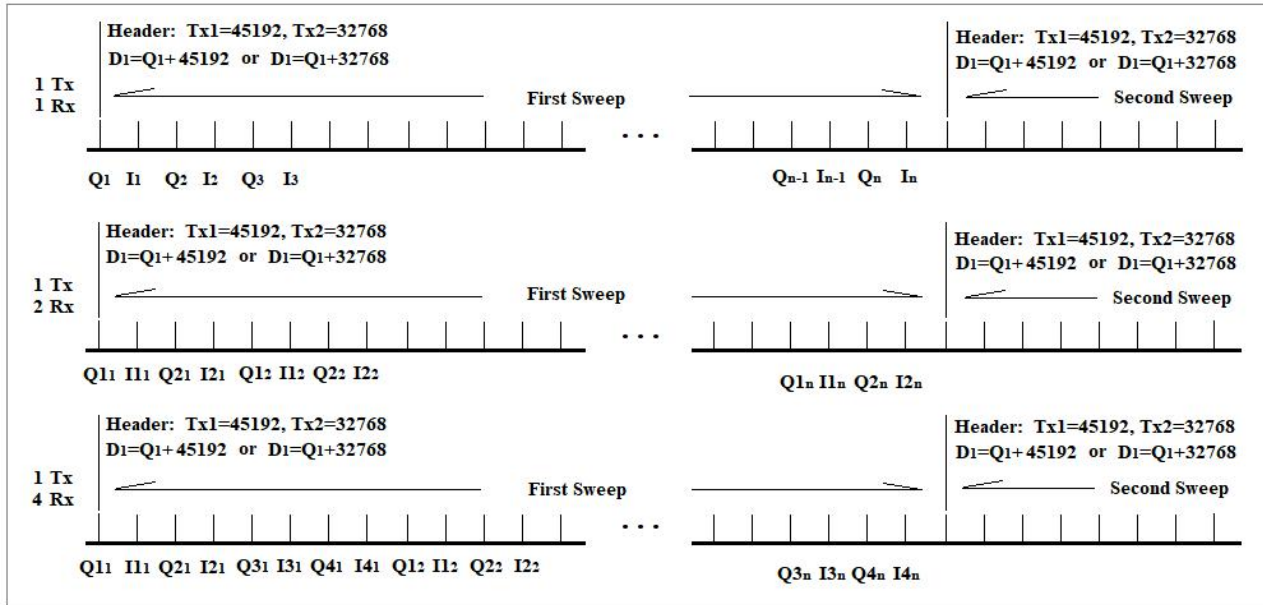 Header: Tx1=45192, Tx2=32768
D1=Q1+45192 or D1=Q1+32768
Header: Tx1=45192, Tx2=32768
D1=Q1+45192 or D1=Q1+32768
1 Tx
1 Rx
First Sweep
Second Sweep
...
Q1 I1 Q2 I2 Q3 I3
Qn-1 In-1 Qn In
Header: Tx1=45192, Tx2=32768
D1=Q1+45192 or D1=Q1+32768
Header: Tx1=45192, Tx2=32768
D1=Q1+45192 or D1=Q1+32768
1 Tx
2 Rx
First Sweep
Second Sweep
...
Q11 I11 Q21 I21 Q12 I12 Q22 I22
Q1n I1n Q2n I2n
Header: Tx1=45192, Tx2=32768
D1=Q1+45192 or D1=Q1+32768
Header: Tx1=45192, Tx2=32768
D1=Q1+45192 or D1=Q1+32768
1 Tx
4 Rx
First Sweep
Second Sweep
...
Q11 I11 Q21 I21 Q31 I31 Q41 I41 Q12 I12 Q22 I22
Q3n I3n Q4n I4n